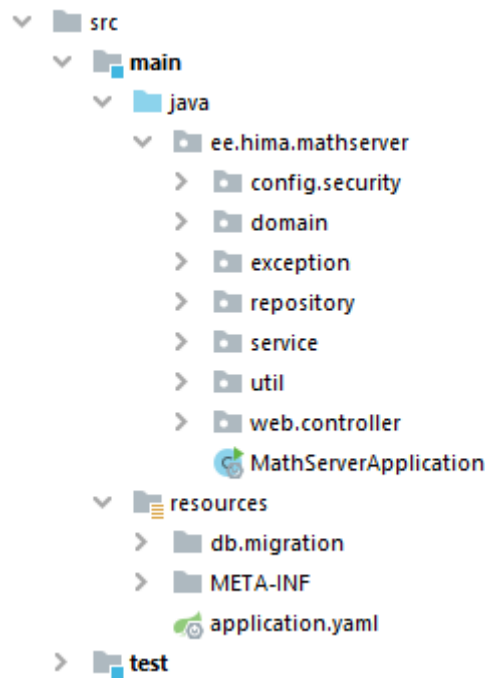 src
main
java
ee.hima.mathserver
config.security
domain
exception
repository
service
util
web.controller
MathServerApplication
resources
db.migration
META-INF
application.yaml
test